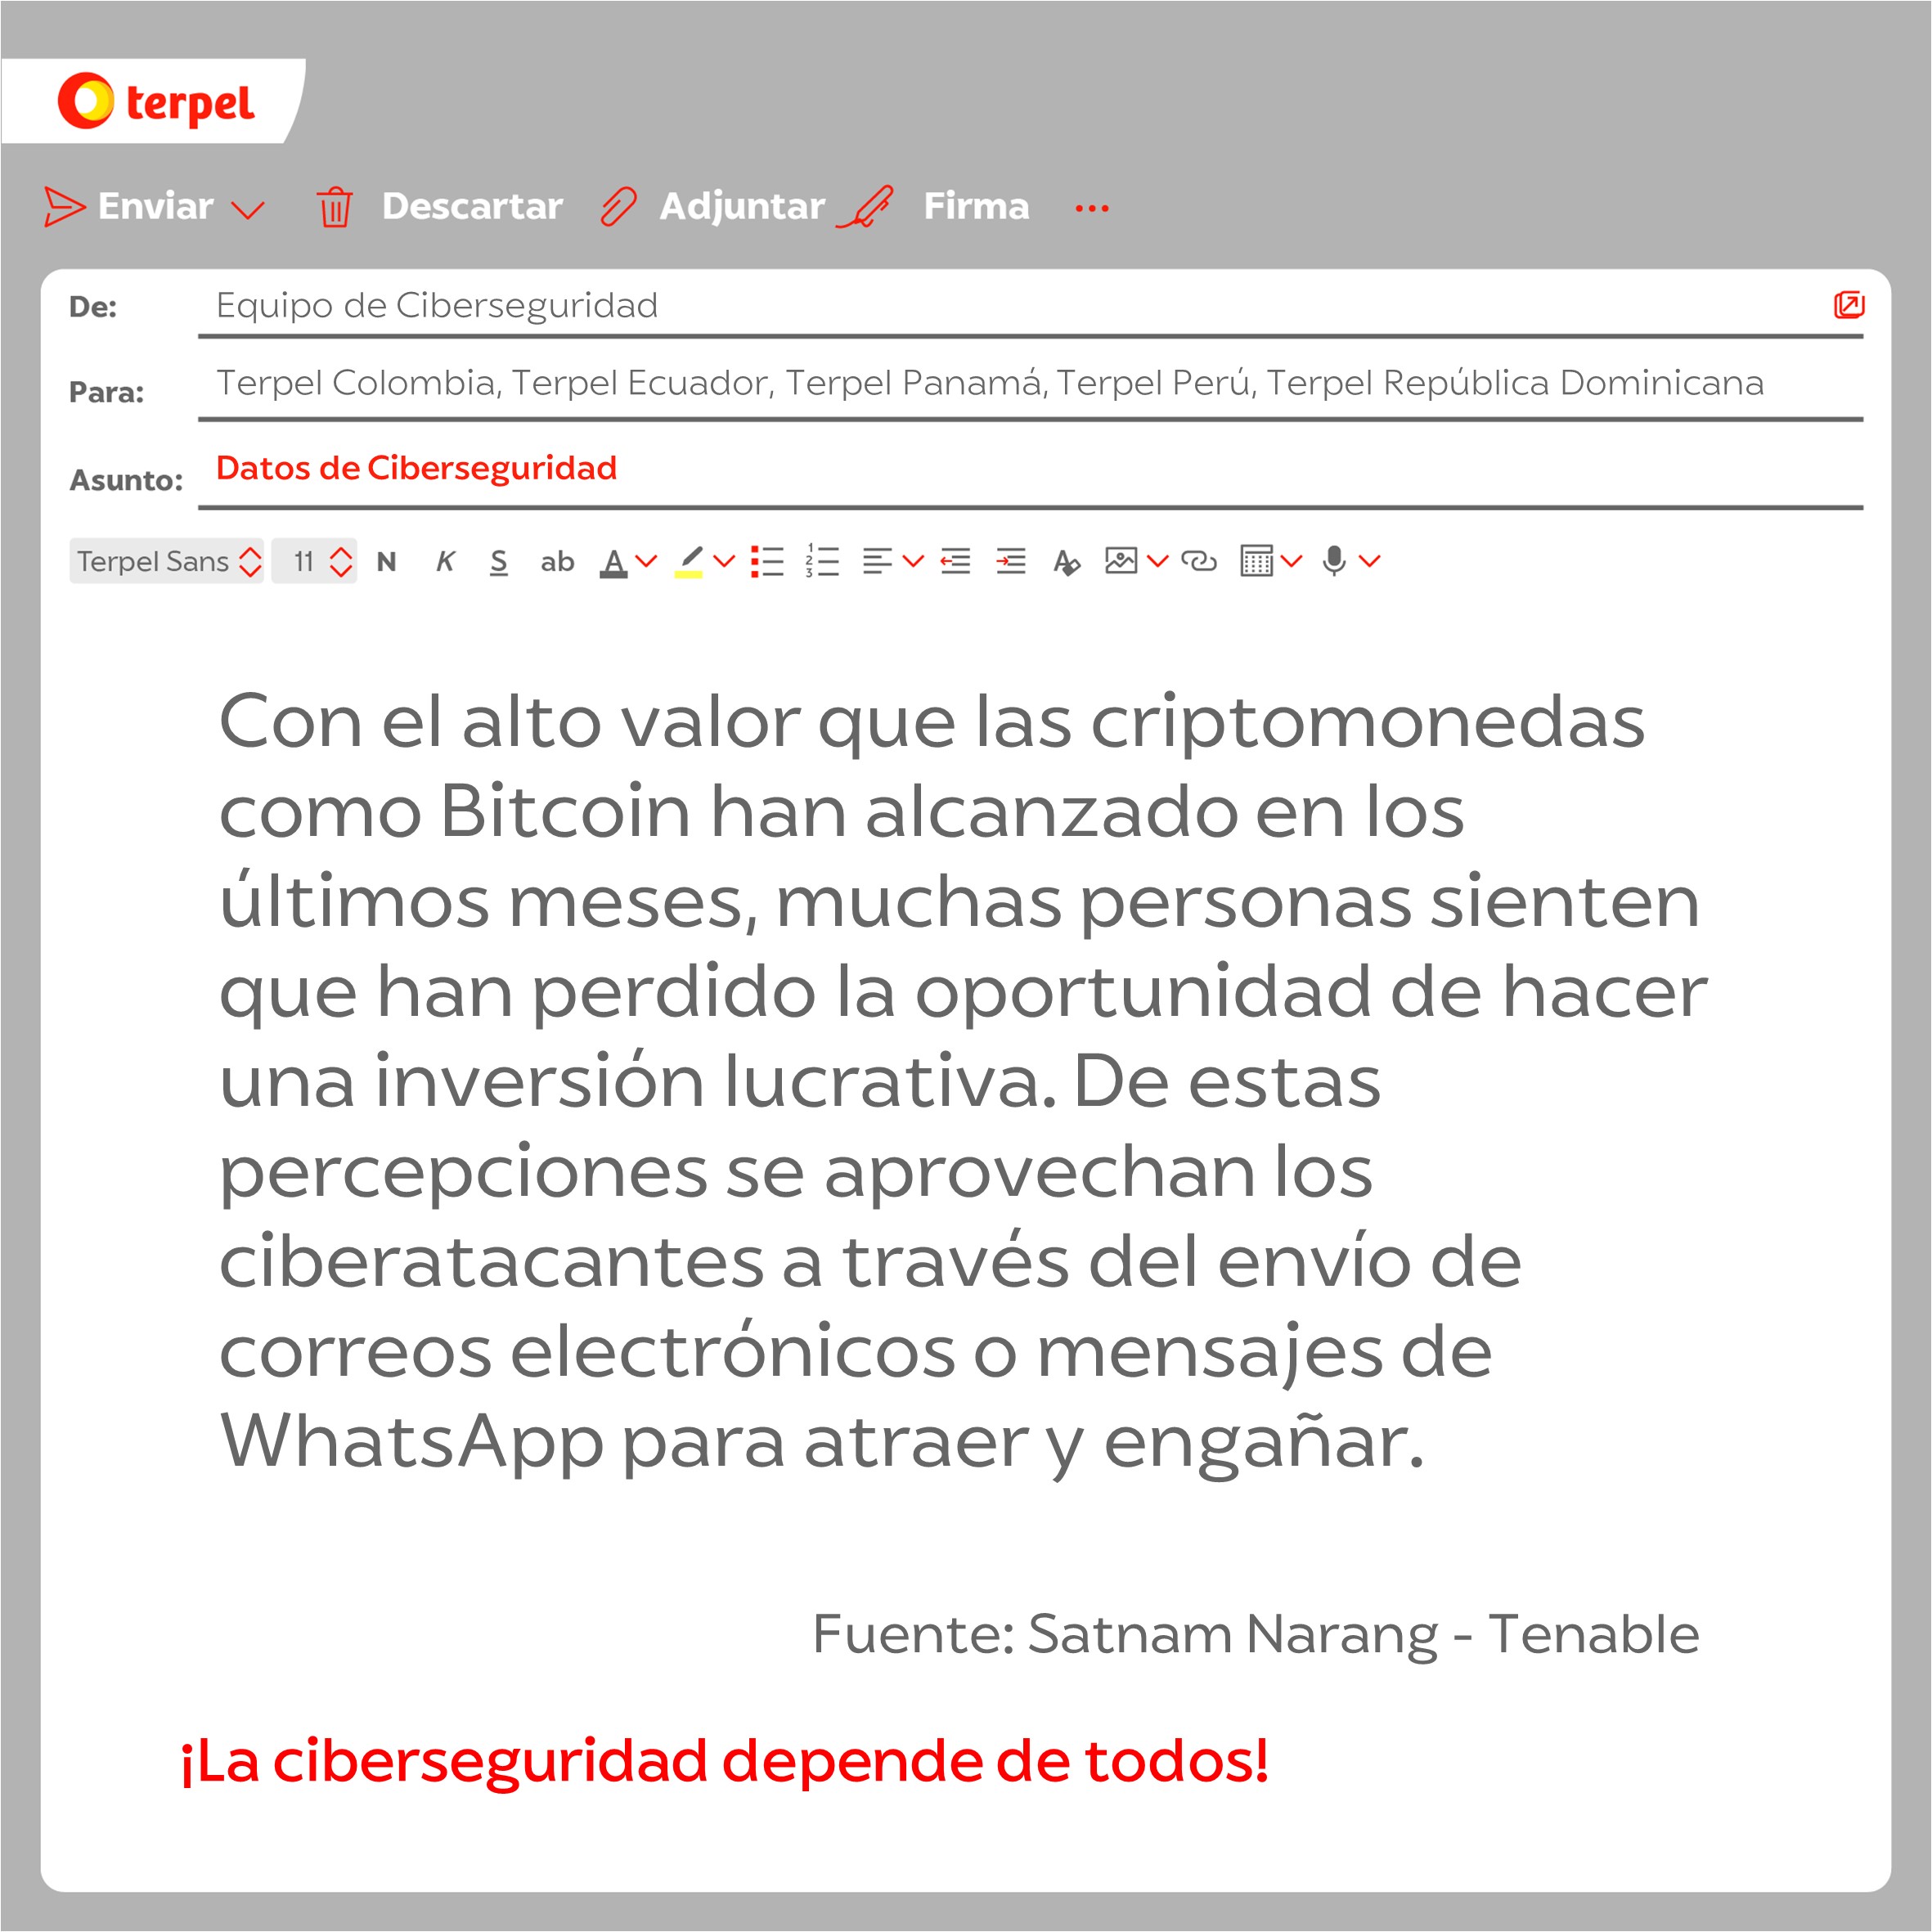 terpel
Enviar Descartar Adjuntar Firma ...
De: Equipo de Ciberseguridad
Para: Terpel Colombia, Terpel Ecuador, Terpel Panamá, Terpel Perú, Terpel República Dominicana
Asunto: Datos de Ciberseguridad
Terpel Sans 11 N K S ab A 1 2 3 A
Con el alto valor que las criptomonedas
como Bitcoin han alcanzado en los
últimos meses, muchas personas sienten
que han perdido la oportunidad de hacer
una inversión lucrativa. De estas
percepciones se aprovechan los
ciberatacantes a través del envío de
correos electrónicos o mensajes de
WhatsApp para atraer y engañar.
Fuente: Satnam Narang - Tenable
¡La ciberseguridad depende de todos!